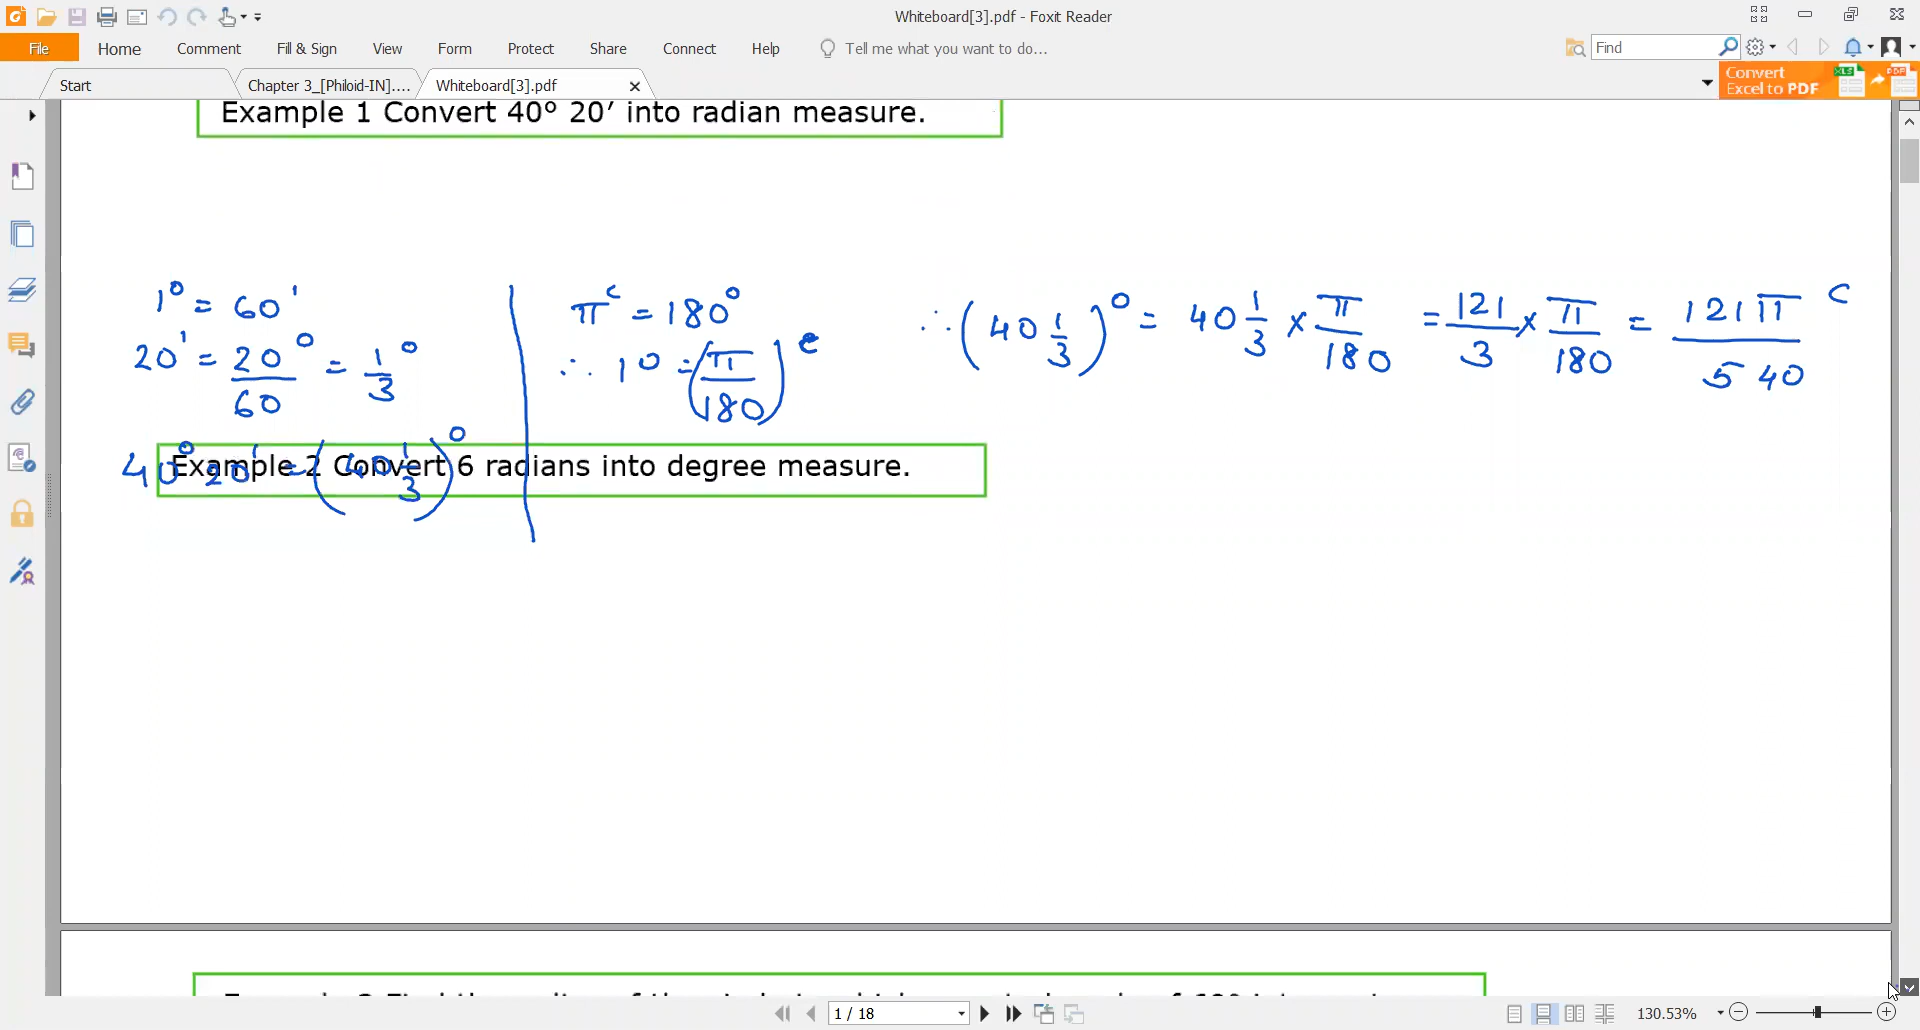 Whiteboard[3].pdf - Foxit Reader
File Home Comment Fill & Sign View Form Protect Share Connect Help Tell me what you want to do... Find
Start Chapter 3_[Philoid-IN].... Whiteboard[3].pdf
Convert
Excel to PDF
Example 1 Convert 40° 20′ into radian measure.
1° = 60'
20' = 20/60° = 1/3°
40° 20' = (40 1/3)°
π^c = 180°
∴ 1° = (π/180)^c
∴ (40 1/3)° = 40 1/3 × π/180 = 121/3 × π/180 = 121π/540 ^c
Example 2 Convert 6 radians into degree measure.
1 / 18 130.53%